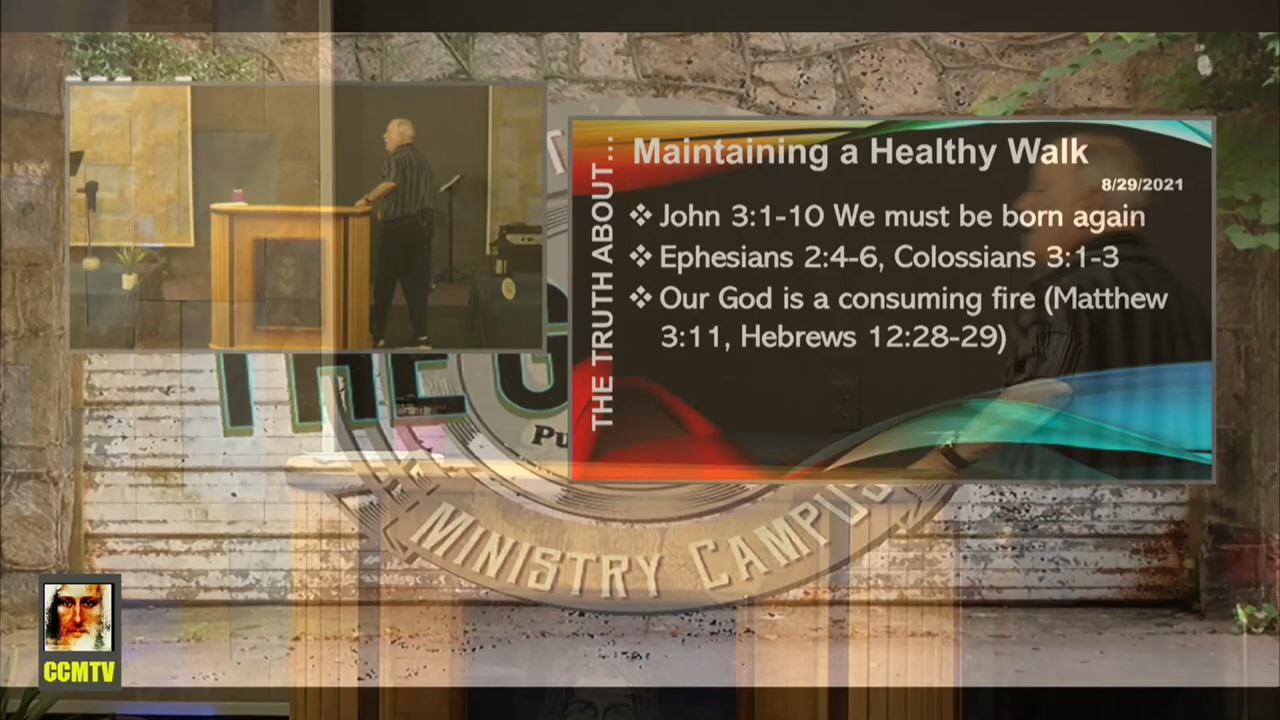 THE TRUTH ABOUT...
Maintaining a Healthy Walk
8/29/2021
❖ John 3:1-10 We must be born again
❖ Ephesians 2:4-6, Colossians 3:1-3
❖ Our God is a consuming fire (Matthew
3:11, Hebrews 12:28-29)
THE
MINISTRY CAMPUS
CCMTV